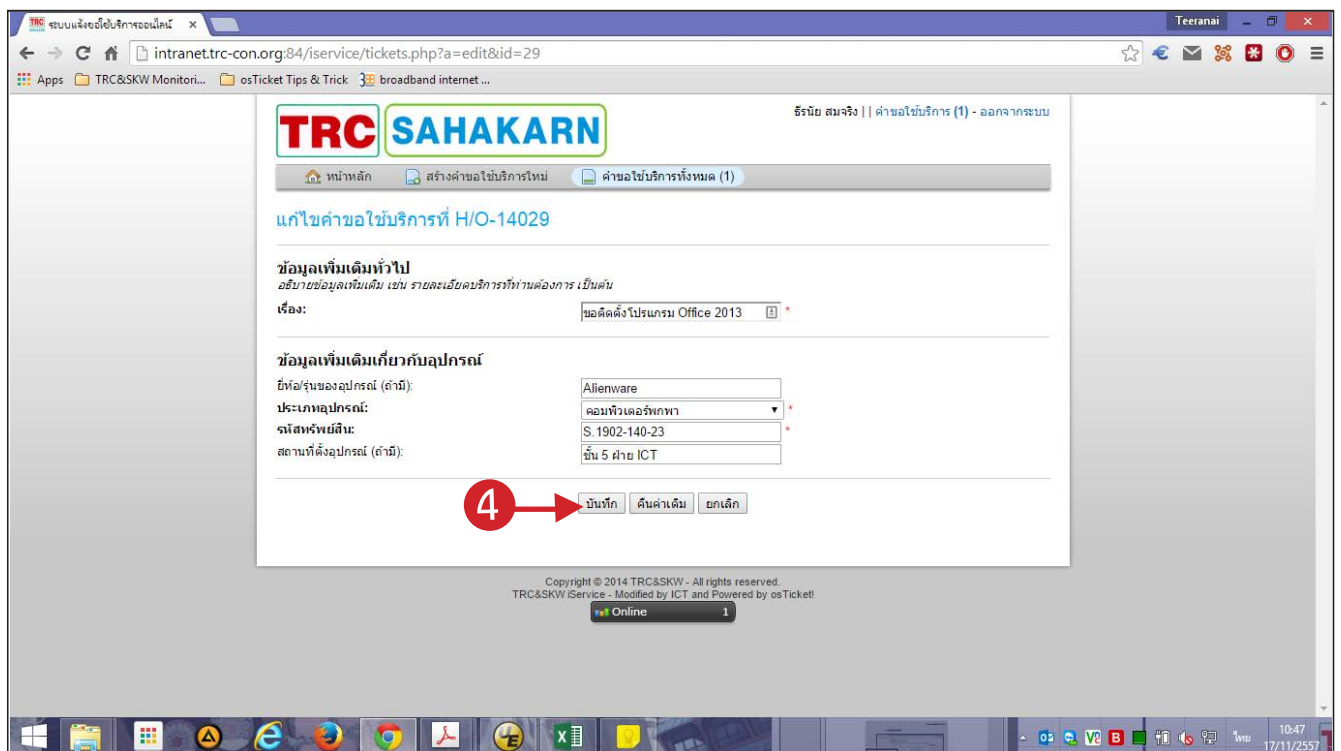 TRC ระบบแจ้งขอใช้บริการออนไลน์ ×
Teeranai
intranet.trc-con.org:84/iservice/tickets.php?a=edit&id=29
Apps TRC&SKW Monitori... osTicket Tips & Trick broadband internet ...
ธีรนัย สมจริง | | คำขอใช้บริการ (1) - ออกจากระบบ
TRC SAHAKARN
หน้าหลัก สร้างคำขอใช้บริการใหม่ คำขอใช้บริการทั้งหมด (1)
แก้ไขคำขอใช้บริการที่ H/O-14029
ข้อมูลเพิ่มเติมทั่วไป
อธิบายข้อมูลเพิ่มเติม เช่น รายละเอียดบริการที่ท่านต้องการ เป็นต้น
เรื่อง: ขอติดตั้งโปรแกรม Office 2013 *
ข้อมูลเพิ่มเติมเกี่ยวกับอุปกรณ์
ยี่ห้อ/รุ่นของอุปกรณ์ (ถ้ามี): Alienware
ประเภทอุปกรณ์: คอมพิวเตอร์พกพา *
รหัสทรัพย์สิน: S.1902-140-23 *
สถานที่ตั้งอุปกรณ์ (ถ้ามี): ชั้น 5 ฝ่าย ICT
4 บันทึก คืนค่าเดิม ยกเลิก
Copyright © 2014 TRC&SKW - All rights reserved.
TRC&SKW iService - Modified by ICT and Powered by osTicket!
Online 1
ไทย 10:47
17/11/2557